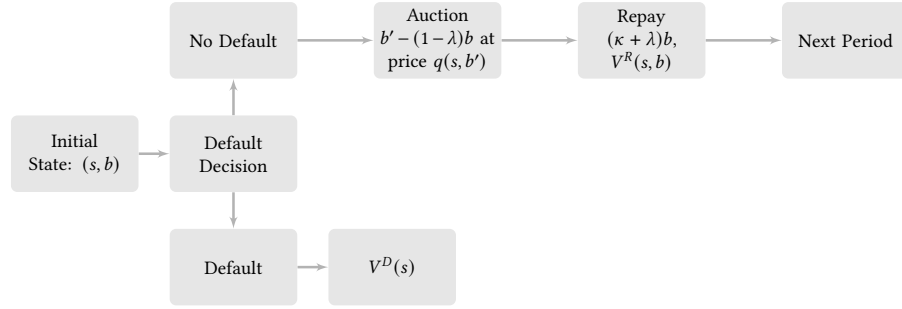 No Default
Auction
b′ − (1−λ)b at
price q(s, b′)
Repay
(κ + λ)b,
V^R(s, b)
Next Period
Initial
State: (s, b)
Default
Decision
Default
V^D(s)